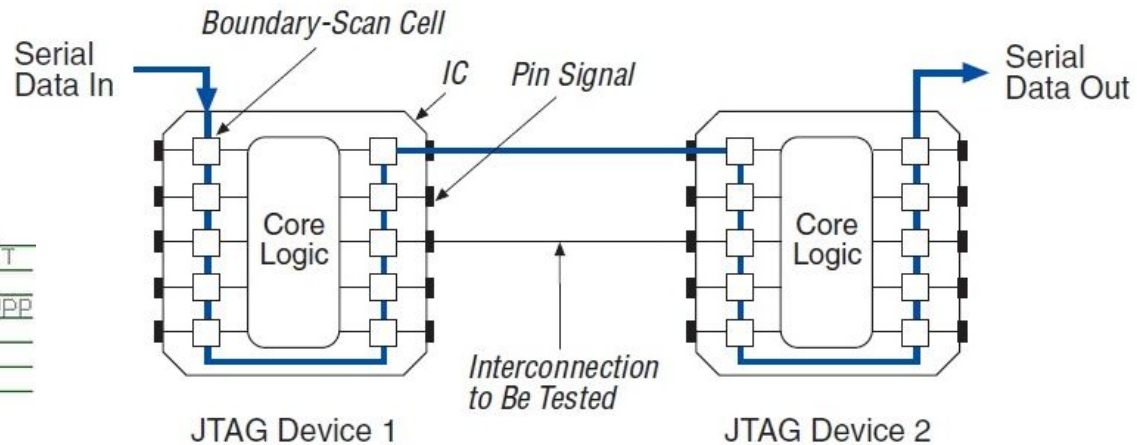 Boundary-Scan Cell
Serial
Data In
IC
Pin Signal
Serial
Data Out
Core
Logic
Core
Logic
T
PP
Interconnection
to Be Tested
JTAG Device 1
JTAG Device 2